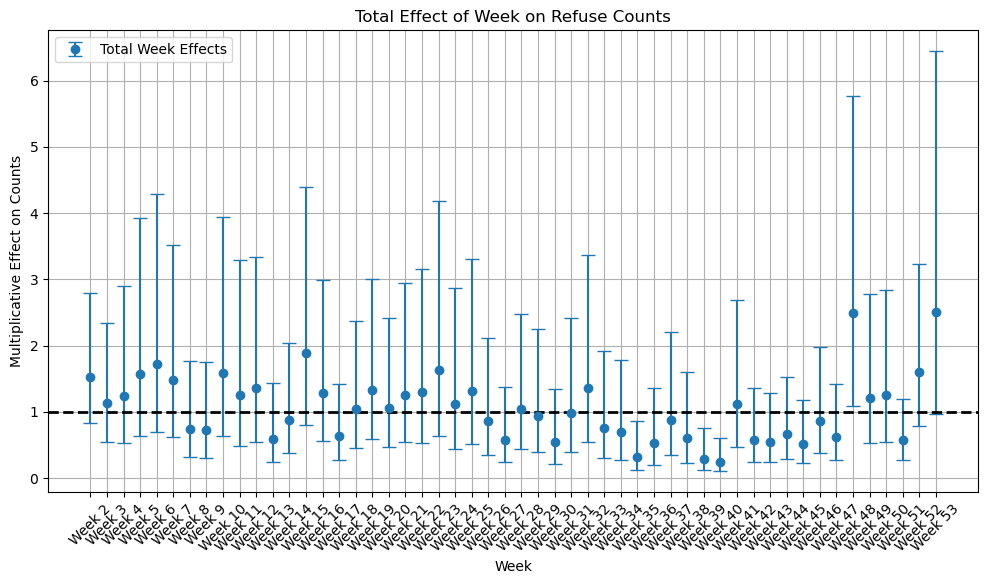 Total Effect of Week on Refuse Counts
Total Week Effects
Multiplicative Effect on Counts
6
5
4
3
2
1
0
Week 2
Week 3
Week 4
Week 5
Week 6
Week 7
Week 8
Week 9
Week 10
Week 11
Week 12
Week 13
Week 14
Week 15
Week 16
Week 17
Week 18
Week 19
Week 20
Week 21
Week 22
Week 23
Week 24
Week 25
Week 26
Week 27
Week 28
Week 29
Week 30
Week 31
Week 32
Week 33
Week 34
Week 35
Week 36
Week 37
Week 38
Week 39
Week 40
Week 41
Week 42
Week 43
Week 44
Week 45
Week 46
Week 47
Week 48
Week 49
Week 50
Week 51
Week 52
Week 53
Week